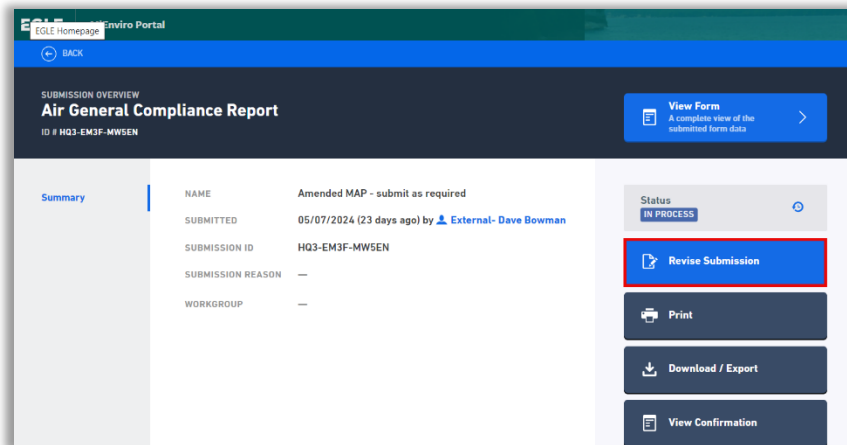 EGLE Homepage
Enviro Portal
BACK
SUBMISSION OVERVIEW
Air General Compliance Report
ID # HQ3-EM3F-MW5EN
View Form
A complete view of the
submitted form data
Summary
NAME Amended MAP - submit as required
SUBMITTED 05/07/2024 (23 days ago) by External- Dave Bowman
SUBMISSION ID HQ3-EM3F-MW5EN
SUBMISSION REASON —
WORKGROUP —
Status
IN PROCESS
Revise Submission
Print
Download / Export
View Confirmation